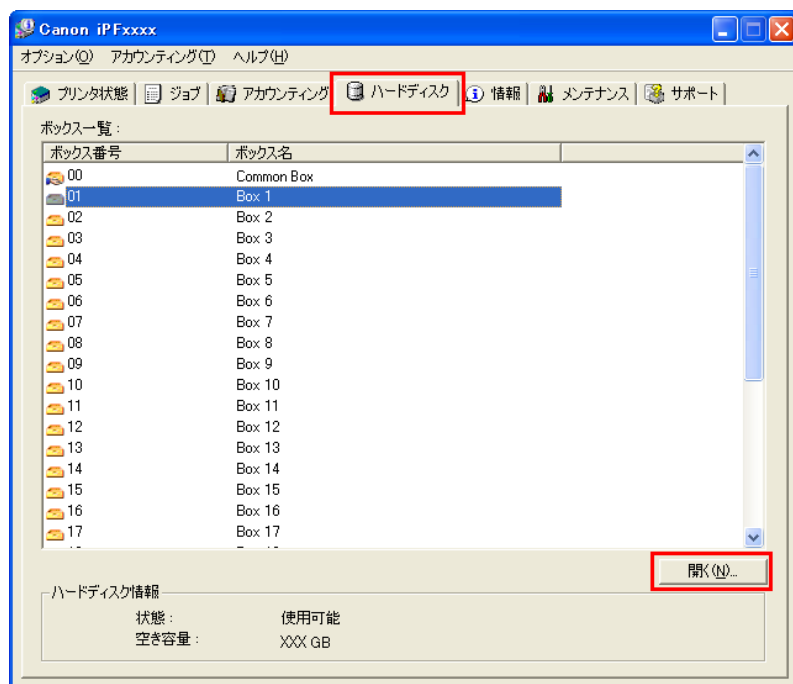 Canon iPFxxxx
オプション(O) アカウンティング(T) ヘルプ(H)
プリンタ状態 ジョブ アカウンティング ハードディスク 情報 メンテナンス サポート
ボックス一覧 :
ボックス番号 ボックス名
00 Common Box
01 Box 1
02 Box 2
03 Box 3
04 Box 4
05 Box 5
06 Box 6
07 Box 7
08 Box 8
09 Box 9
10 Box 10
11 Box 11
12 Box 12
13 Box 13
14 Box 14
15 Box 15
16 Box 16
17 Box 17
開く(N)...
ハードディスク情報
状態 : 使用可能
空き容量 : XXX GB